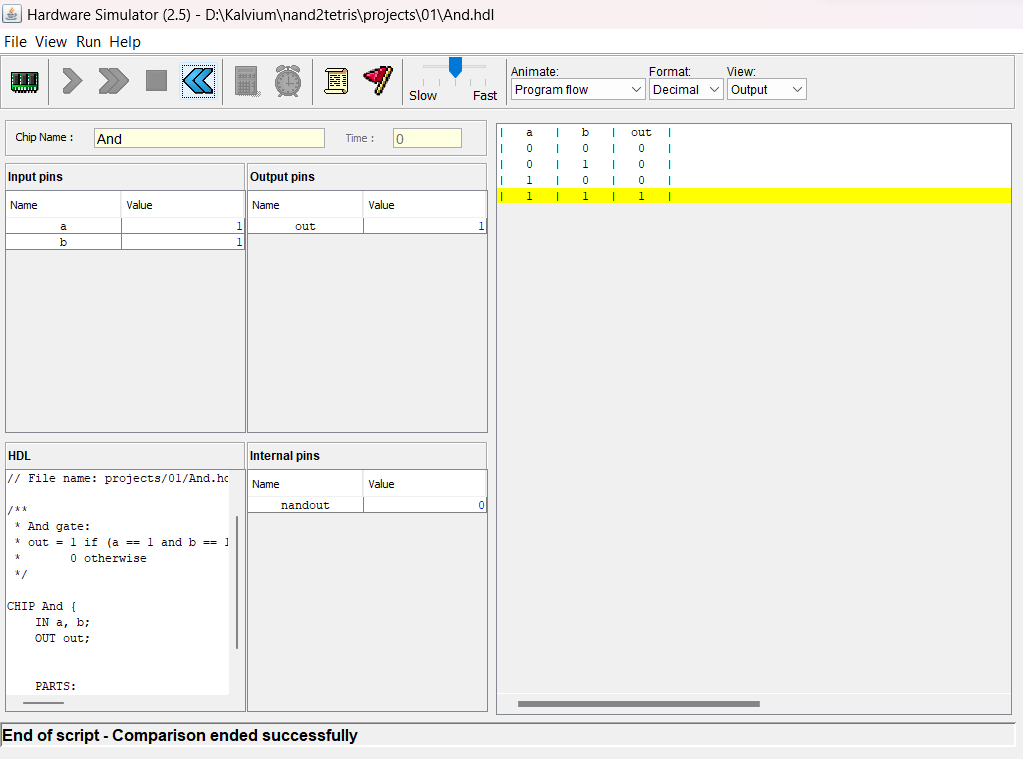 Hardware Simulator (2.5) - D:\Kalvium\nand2tetris\projects\01\And.hdl
File View Run Help
Slow Fast
Animate: Format: View:
Program flow Decimal Output
Chip Name : And Time : 0
Input pins
Name Value
a 1
b 1
Output pins
Name Value
out 1
HDL
// File name: projects/01/And.hd
/**
* And gate:
* out = 1 if (a == 1 and b == 1
* 0 otherwise
*/
CHIP And {
IN a, b;
OUT out;
PARTS:
Internal pins
Name Value
nandout 0
| a | b | out |
| 0 | 0 | 0 |
| 0 | 1 | 0 |
| 1 | 0 | 0 |
| 1 | 1 | 1 |
End of script - Comparison ended successfully